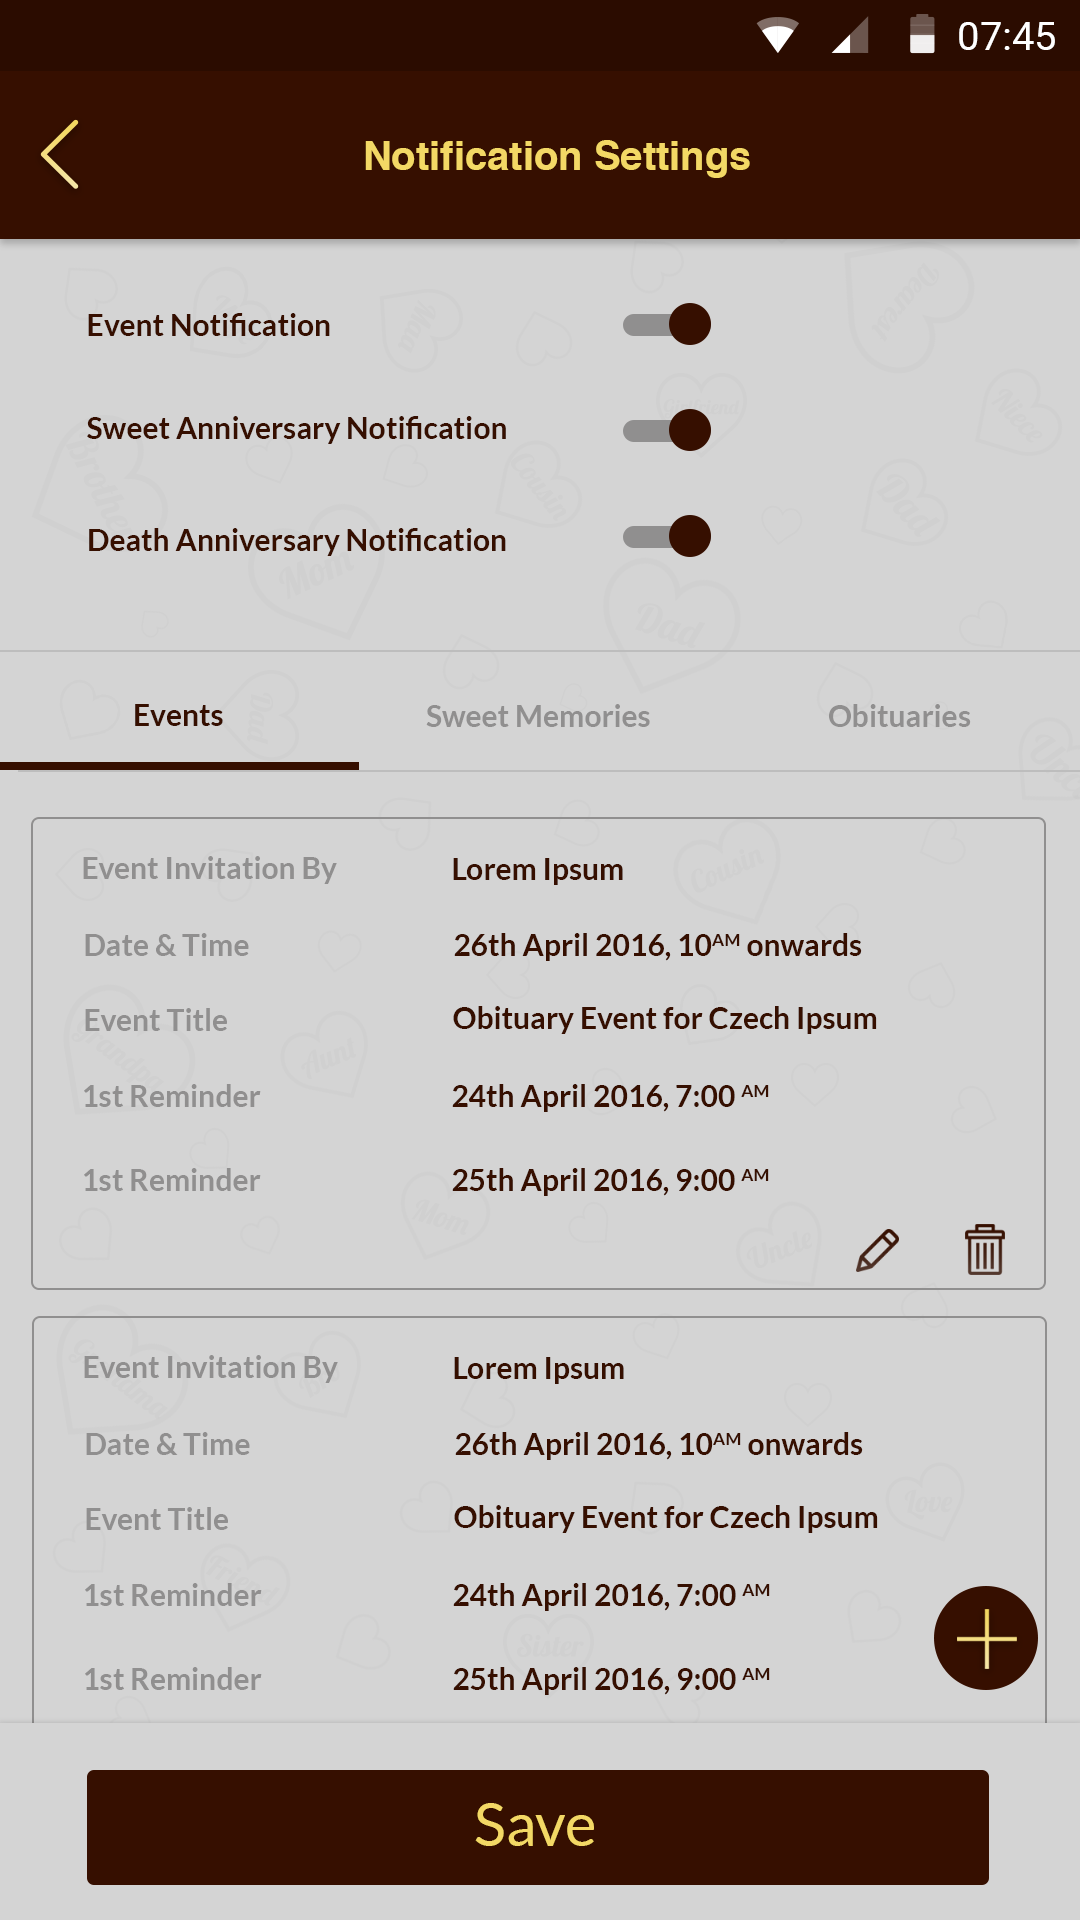 07:45
Notification Settings
Event Notification
Sweet Anniversary Notification
Death Anniversary Notification
Events Sweet Memories Obituaries
Event Invitation By Lorem Ipsum
Date & Time 26th April 2016, 10AM onwards
Event Title Obituary Event for Czech Ipsum
1st Reminder 24th April 2016, 7:00 AM
1st Reminder 25th April 2016, 9:00 AM
Event Invitation By Lorem Ipsum
Date & Time 26th April 2016, 10AM onwards
Event Title Obituary Event for Czech Ipsum
1st Reminder 24th April 2016, 7:00 AM
1st Reminder 25th April 2016, 9:00 AM
Save